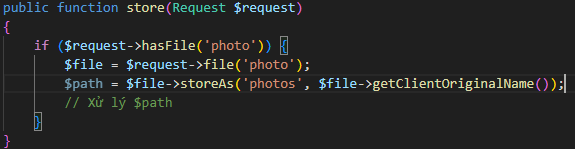 public function store(Request $request)
{
    if ($request->hasFile('photo')) {
        $file = $request->file('photo');
        $path = $file->storeAs('photos', $file->getClientOriginalName());
        // Xử lý $path
    }
}